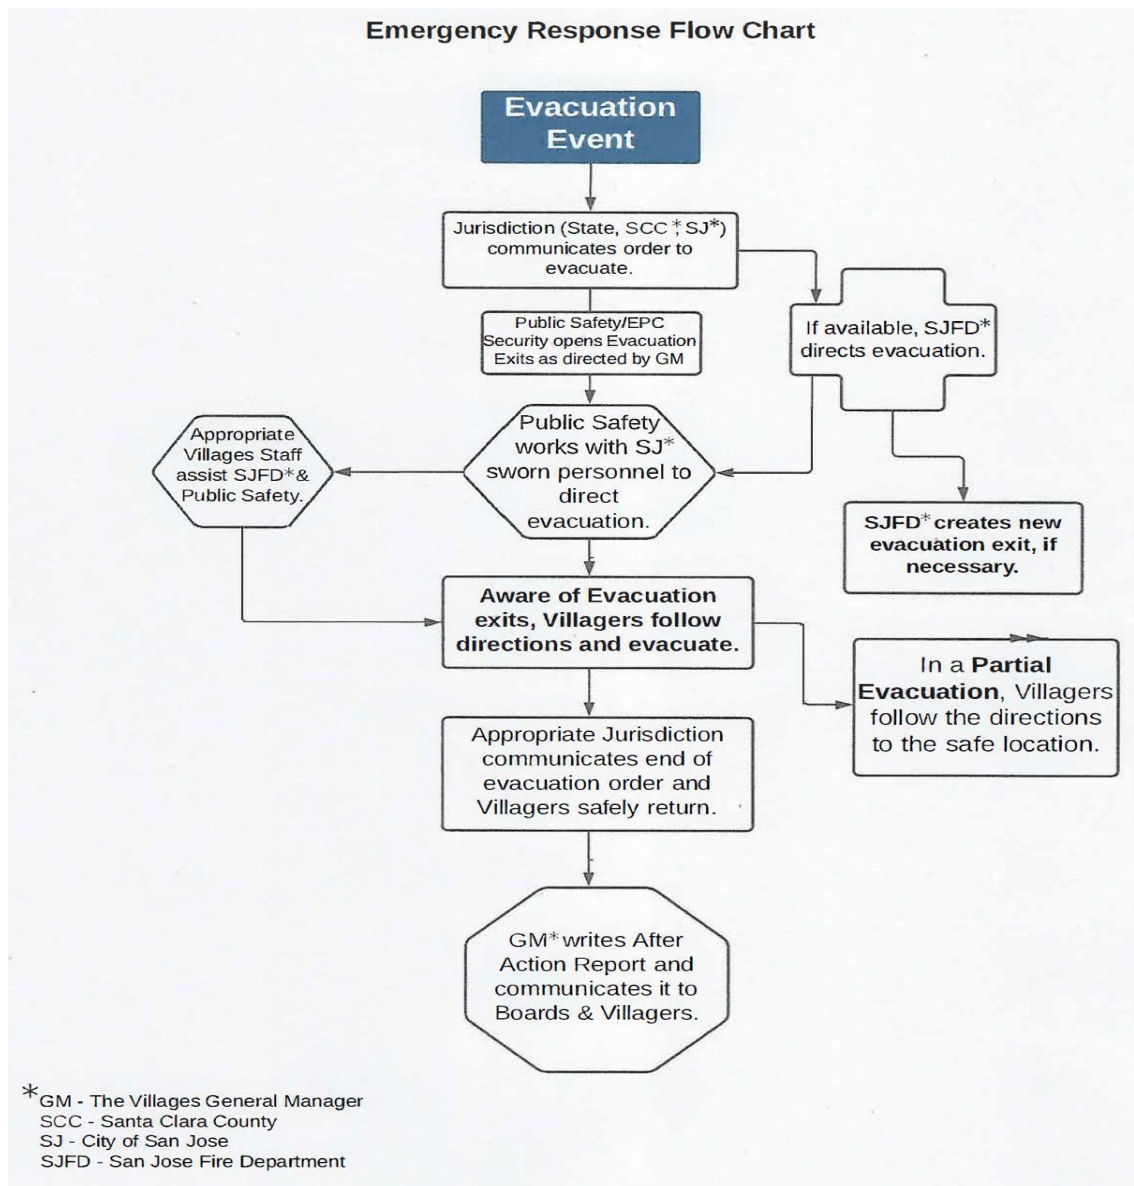 Emergency Response Flow Chart
Evacuation
Event
Jurisdiction (State, SCC*, SJ*)
communicates order to
evacuate.
Public Safety/EPC
Security opens Evacuation
Exits as directed by GM
If available, SJFD*
directs evacuation.
Public Safety
works with SJ*
sworn personnel to
direct
evacuation.
Appropriate
Villages Staff
assist SJFD* &
Public Safety.
SJFD* creates new
evacuation exit, if
necessary.
Aware of Evacuation
exits, Villagers follow
directions and evacuate.
In a Partial
Evacuation, Villagers
follow the directions
to the safe location.
Appropriate Jurisdiction
communicates end of
evacuation order and
Villagers safely return.
GM* writes After
Action Report and
communicates it to
Boards & Villagers.
*GM - The Villages General Manager
SCC - Santa Clara County
SJ - City of San Jose
SJFD - San Jose Fire Department